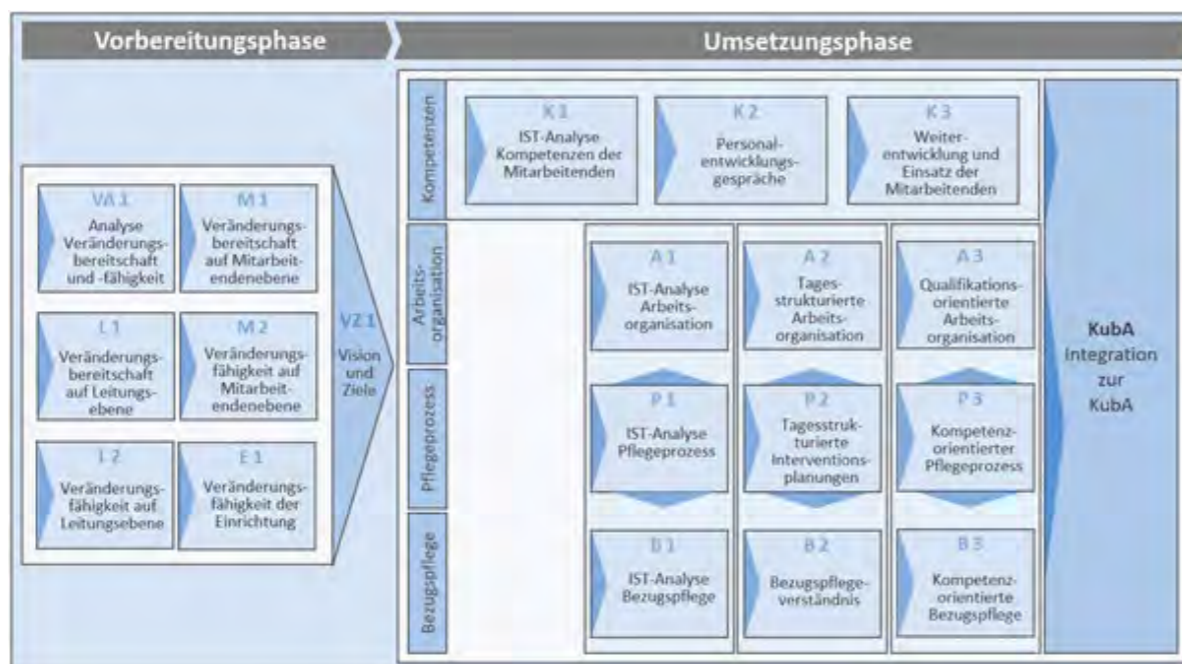 Vorbereitungsphase
Umsetzungsphase
VA 1
Analyse
Veränderungs-
bereitschaft
und -fähigkeit
M 1
Veränderungs-
bereitschaft
auf Mitarbeit-
endenebene
L 1
Veränderungs-
bereitschaft
auf Leitungs-
ebene
M 2
Veränderungs-
fähigkeit auf
Mitarbeit-
endenebene
L 2
Veränderungs-
fähigkeit auf
Leitungsebene
E 1
Veränderungs-
fähigkeit der
Einrichtung
VZ 1
Vision
und
Ziele
Kompetenzen
K 1
IST-Analyse
Kompetenzen der
Mitarbeitenden
K 2
Personal-
entwicklungs-
gespräche
K 3
Weiter-
entwicklung und
Einsatz der
Mitarbeitenden
Arbeits-
organisation
A 1
IST-Analyse
Arbeits-
organisation
A 2
Tages-
strukturierte
Arbeits-
organisation
A 3
Qualifikations-
orientierte
Arbeits-
organisation
Pflegeprozess
P 1
IST-Analyse
Pflegeprozess
P 2
Tagesstruk-
turierte
Interventions-
planungen
P 3
Kompetenz-
orientierter
Pflegeprozess
Bezugspflege
B 1
IST-Analyse
Bezugspflege
B 2
Bezugspflege-
verständnis
B 3
Kompetenz-
orientierte
Bezugspflege
KubA
Integration
zur
KubA